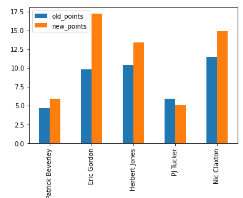 17.5
15.0
12.5
10.0
7.5
5.0
2.5
0.0
old_points
new_points
Patrick Beverley
Eric Gordon
Herbert Jones
PJ Tucker
Nic Claxton